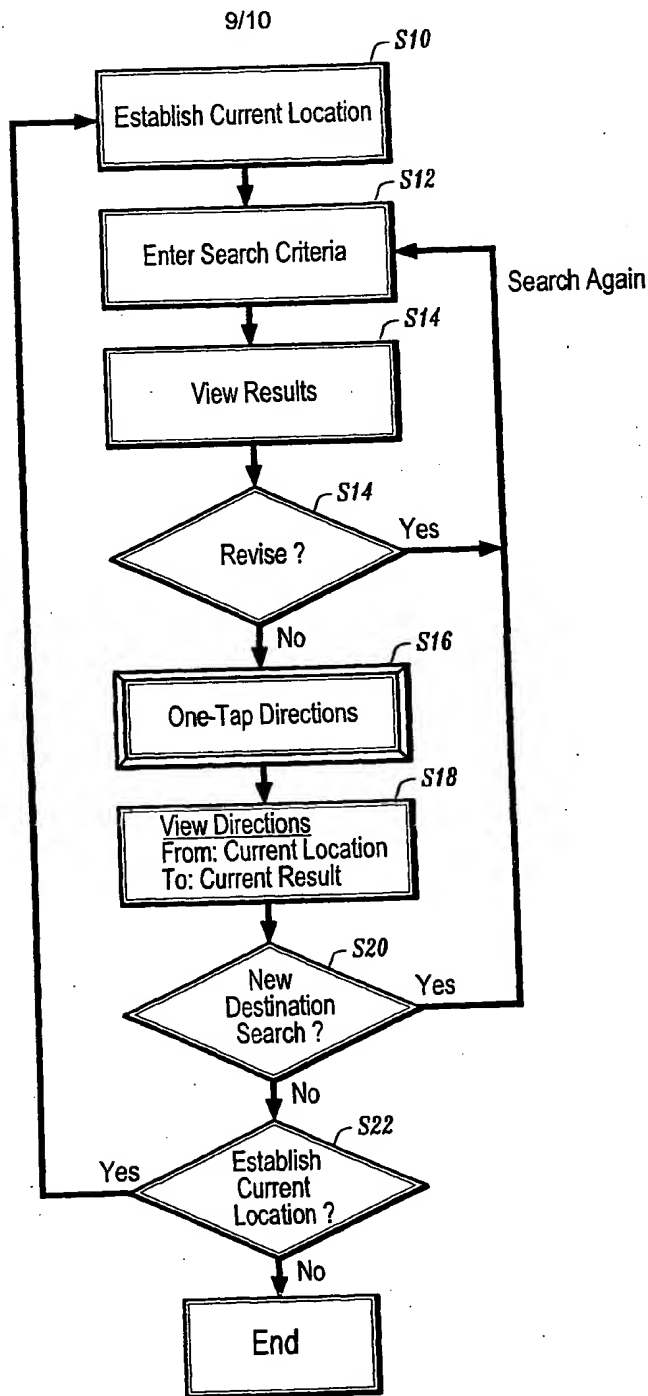 9/10
S10
Establish Current Location
S12
Enter Search Criteria
Search Again
S14
View Results
S14
Revise ?
Yes
No
S16
One-Tap Directions
S18
View Directions
From: Current Location
To: Current Result
S20
New
Destination
Search ?
Yes
No
S22
Yes
Establish
Current
Location ?
No
End